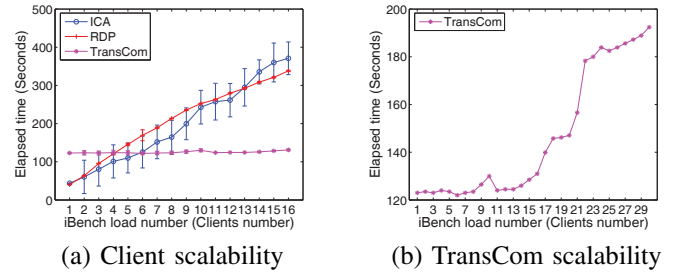 500
400
300
200
100
0
Elapsed time (Seconds)
ICA
RDP
TransCom
1 2 3 4 5 6 7 8 9 10 11 12 13 14 15 16
iBench load number (Clients number)
(a) Client scalability
200
180
160
140
120
Elapsed time (Seconds)
TransCom
1 3 5 7 9 11 13 15 17 19 21 23 25 27 29
iBench load number (Clients number)
(b) TransCom scalability